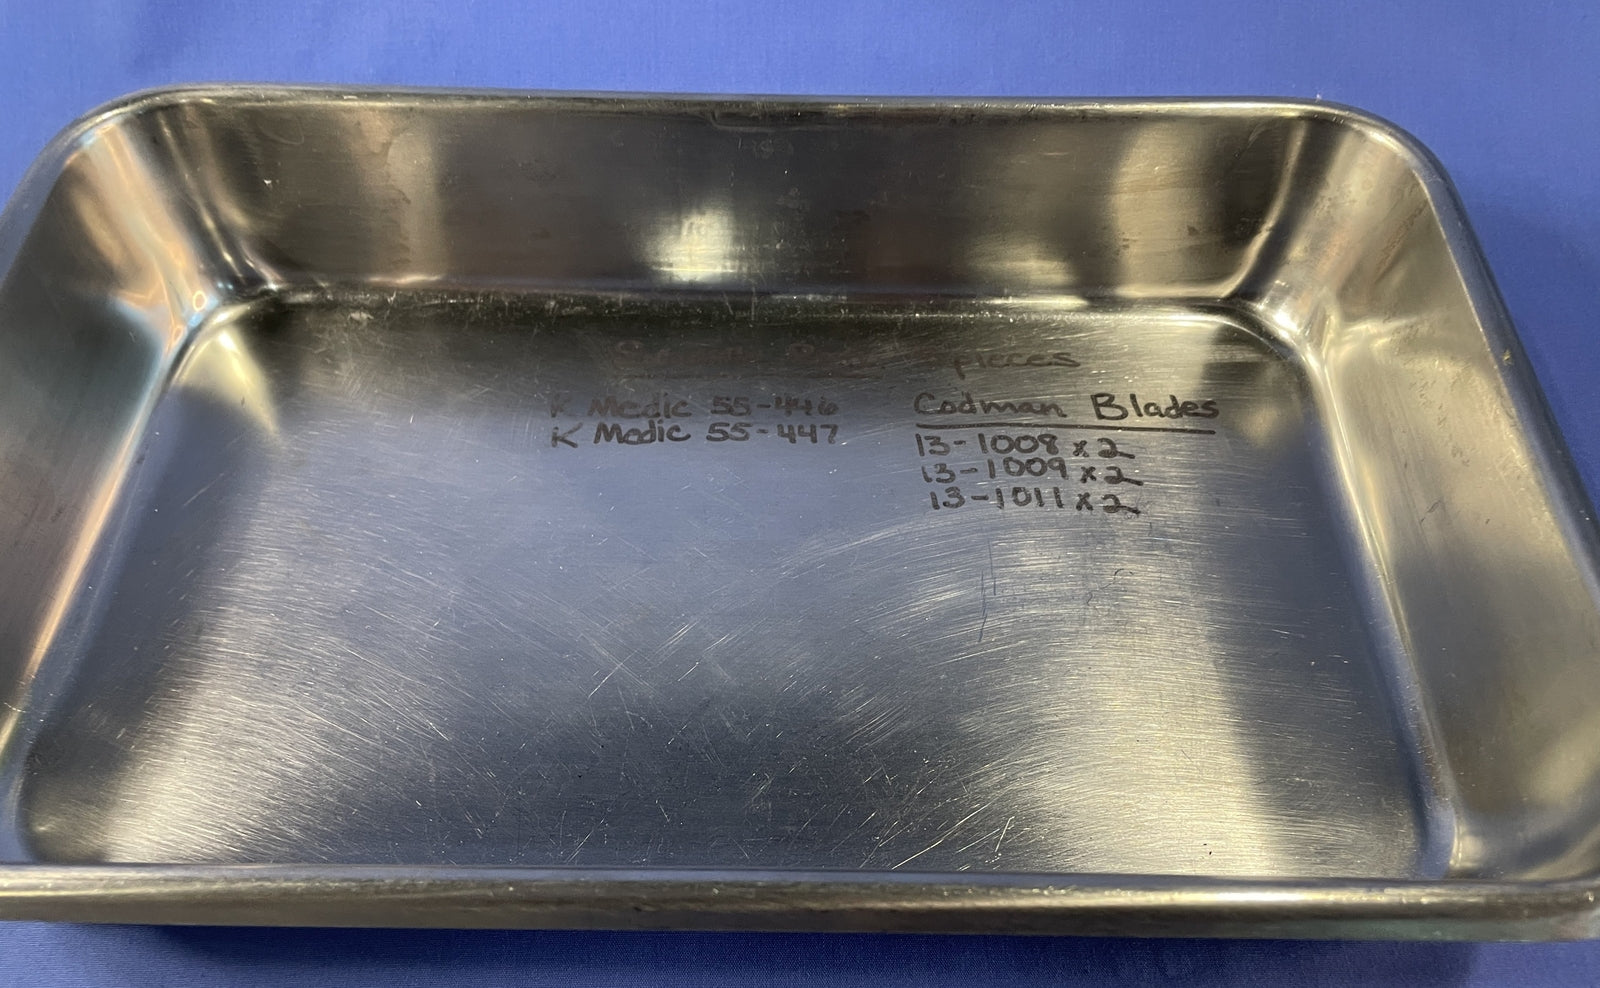 pieces
K Medic 55-446
K Medic 55-447
Codman Blades
13-1008 x 2
13-1009 x 2
13-1011 x 2